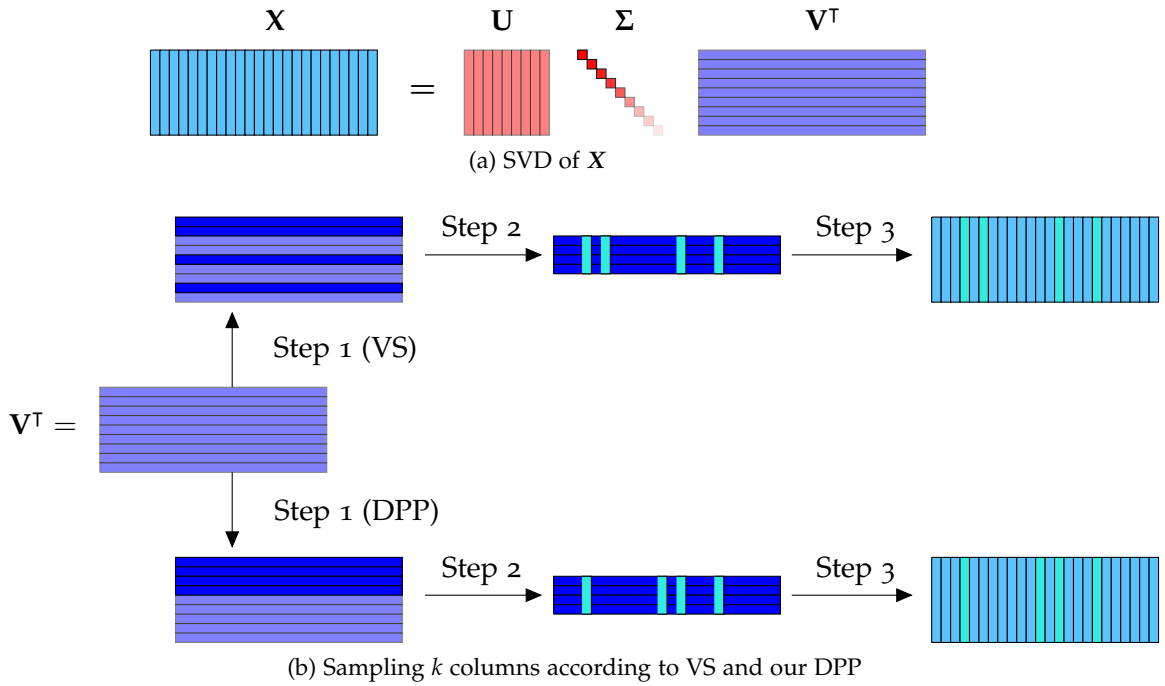 X U Σ V⊺
=
(a) SVD of X
Step 2 Step 3
Step 1 (VS)
V⊺ =
Step 1 (DPP)
Step 2 Step 3
(b) Sampling k columns according to VS and our DPP